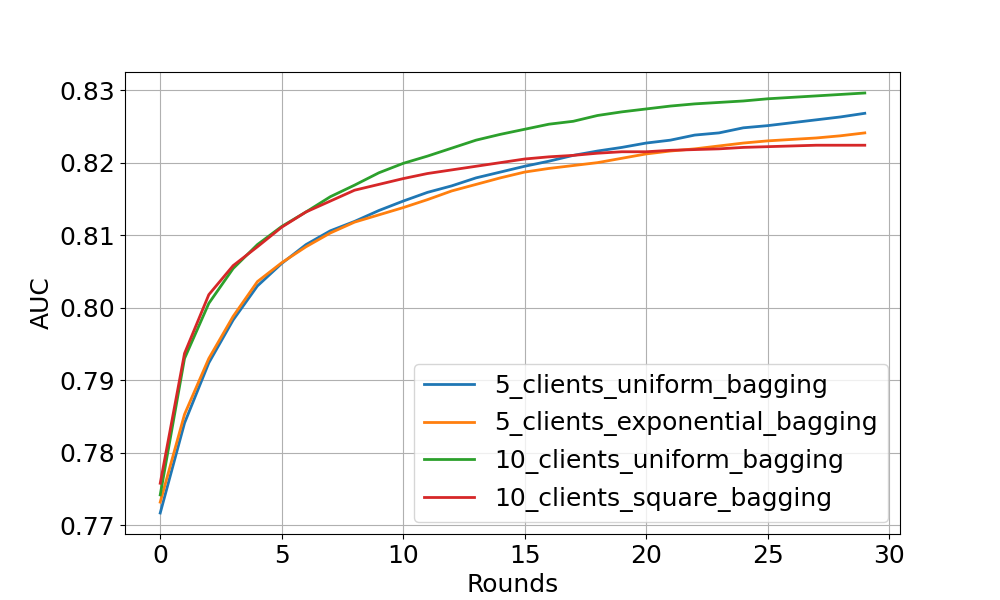 0.83
0.82
0.81
0.80
0.79
0.78
0.77
AUC
5_clients_uniform_bagging
5_clients_exponential_bagging
10_clients_uniform_bagging
10_clients_square_bagging
0 5 10 15 20 25 30
Rounds